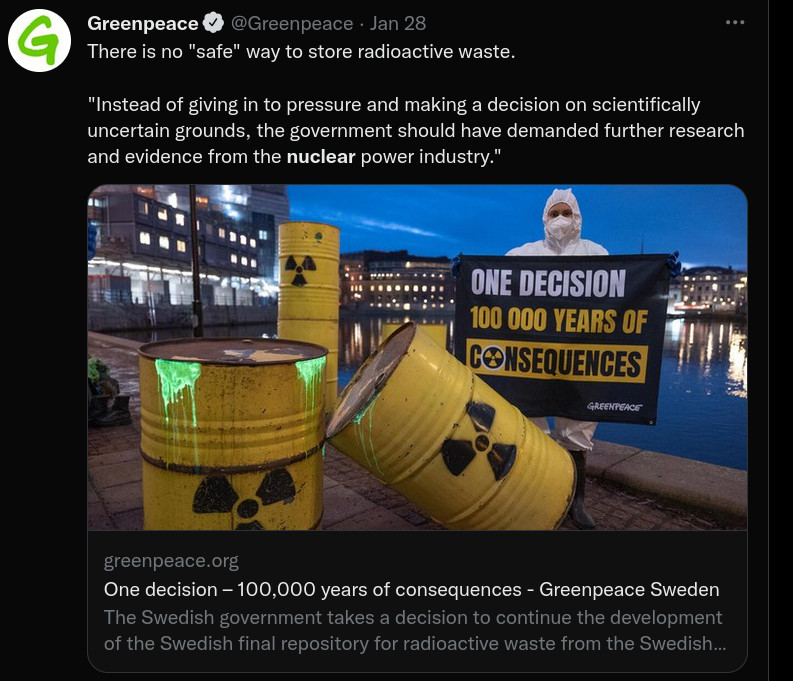 Greenpeace @Greenpeace · Jan 28 ...
There is no "safe" way to store radioactive waste.
"Instead of giving in to pressure and making a decision on scientifically
uncertain grounds, the government should have demanded further research
and evidence from the nuclear power industry."
ONE DECISION
100 000 YEARS OF
CONSEQUENCES
GREENPEACE
greenpeace.org
One decision – 100,000 years of consequences - Greenpeace Sweden
The Swedish government takes a decision to continue the development
of the Swedish final repository for radioactive waste from the Swedish...